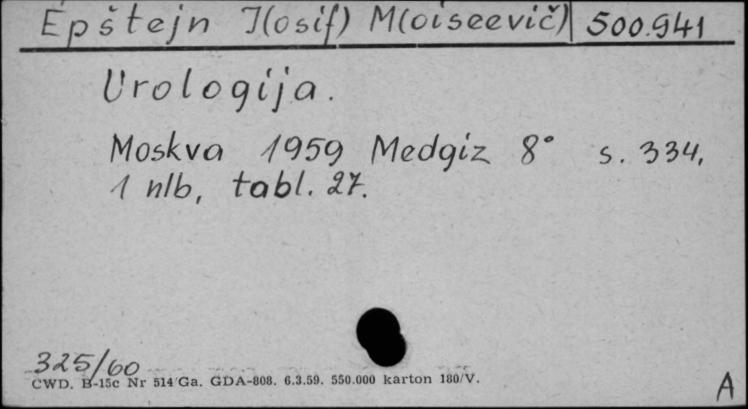 Épštejn J(osif) M(oiseevič) 500.941
Urologija.
Moskva 1959 Medgiz 8° s. 334,
1 nlb, tabl. 27.
325/60
CWD. B-15c Nr 514/Ga. GDA-808. 6.3.59. 550.000 karton 180/V.
A